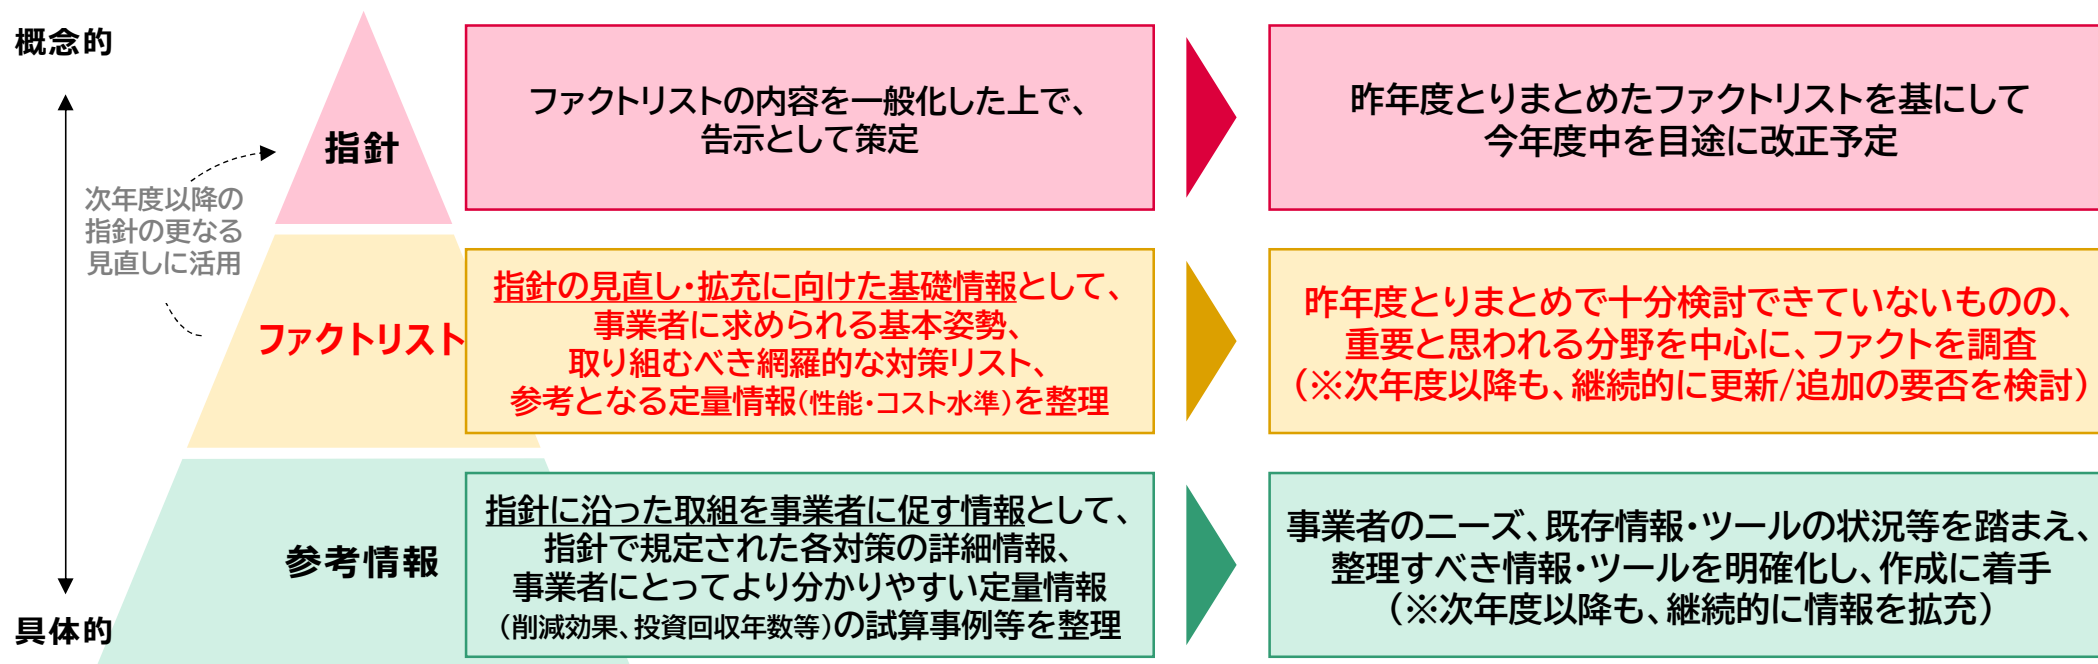 概念的
具体的
次年度以降の
指針の更なる
見直しに活用
指針
ファクトリストの内容を一般化した上で、
告示として策定
昨年度とりまとめたファクトリストを基にして
今年度中を目途に改正予定
ファクトリスト
指針の見直し・拡充に向けた基礎情報として、
事業者に求められる基本姿勢、
取り組むべき網羅的な対策リスト、
参考となる定量情報(性能・コスト水準)を整理
昨年度とりまとめで十分検討できていないものの、
重要と思われる分野を中心に、ファクトを調査
(※次年度以降も、継続的に更新/追加の要否を検討)
参考情報
指針に沿った取組を事業者に促す情報として、
指針で規定された各対策の詳細情報、
事業者にとってより分かりやすい定量情報
(削減効果、投資回収年数等)の試算事例等を整理
事業者のニーズ、既存情報・ツールの状況等を踏まえ、
整理すべき情報・ツールを明確化し、作成に着手
(※次年度以降も、継続的に情報を拡充)